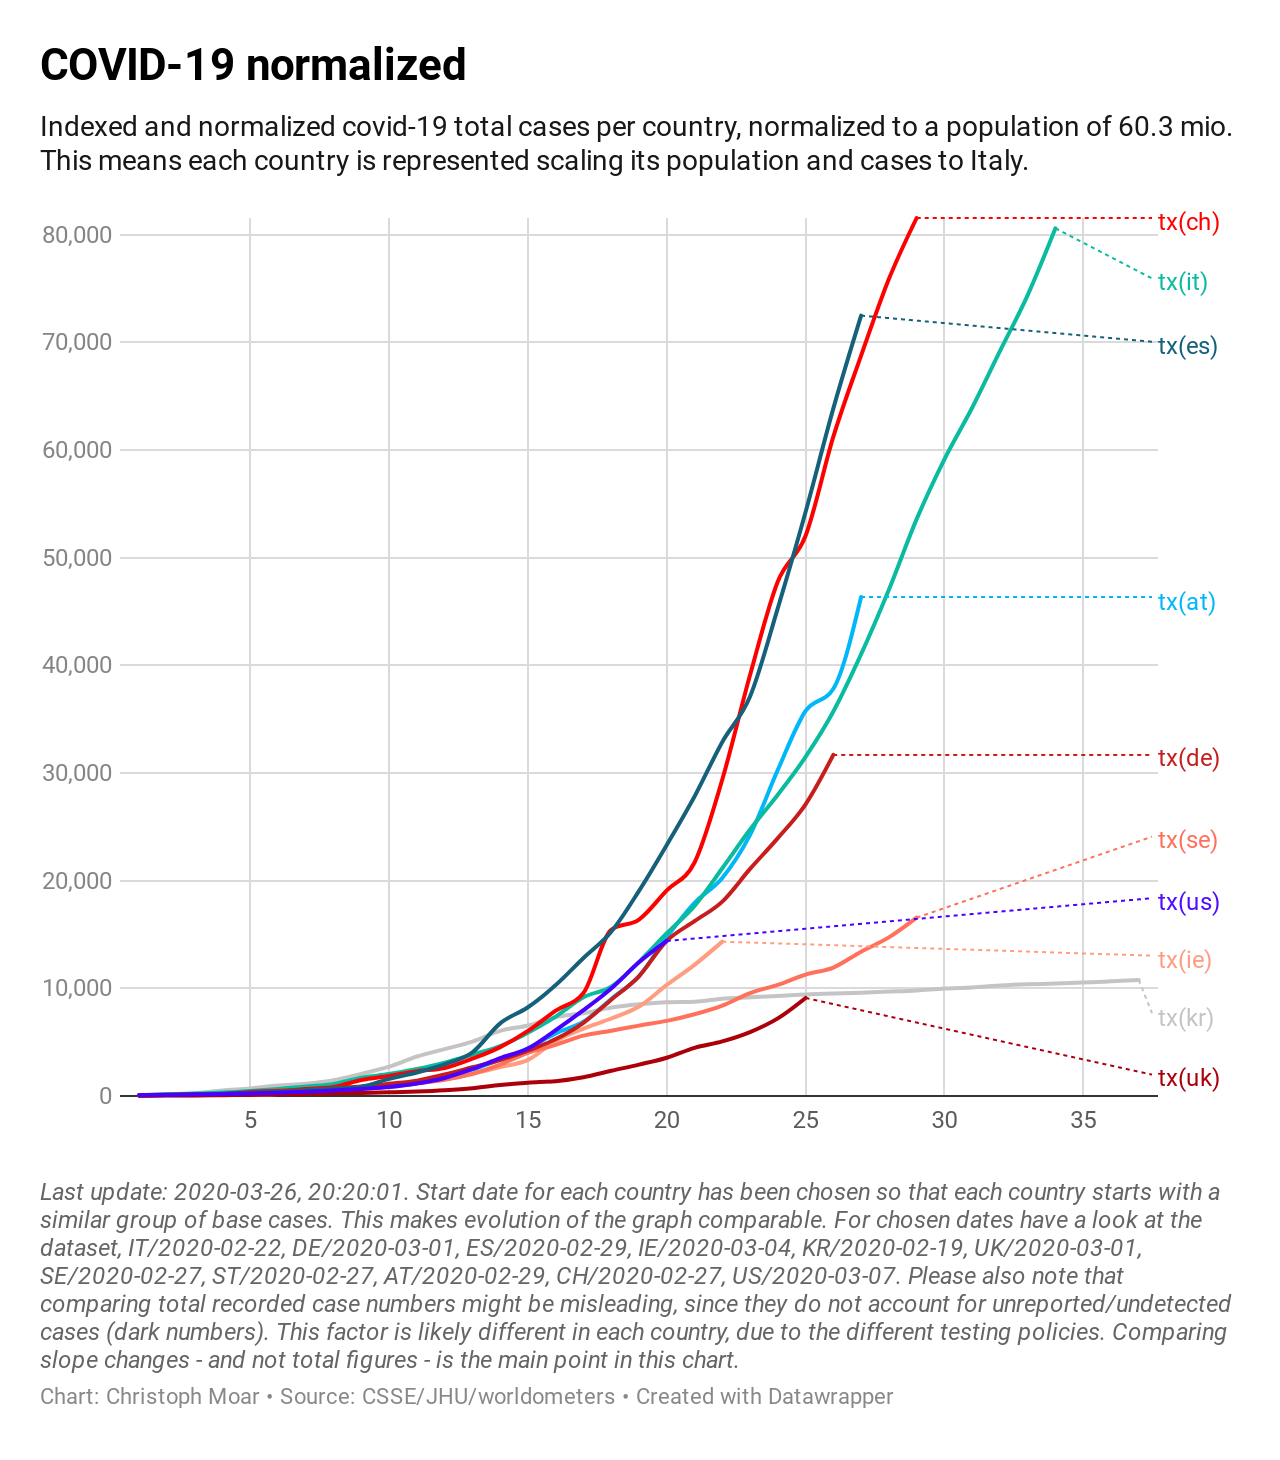 COVID-19 normalized
Indexed and normalized covid-19 total cases per country, normalized to a population of 60.3 mio.
This means each country is represented scaling its population and cases to Italy.
80,000
70,000
60,000
50,000
40,000
30,000
20,000
10,000
0
tx(ch)
tx(it)
tx(es)
tx(at)
tx(de)
tx(se)
tx(us)
tx(ie)
tx(kr)
tx(uk)
5 10 15 20 25 30 35
Last update: 2020-03-26, 20:20:01. Start date for each country has been chosen so that each country starts with a
similar group of base cases. This makes evolution of the graph comparable. For chosen dates have a look at the
dataset, IT/2020-02-22, DE/2020-03-01, ES/2020-02-29, IE/2020-03-04, KR/2020-02-19, UK/2020-03-01,
SE/2020-02-27, ST/2020-02-27, AT/2020-02-29, CH/2020-02-27, US/2020-03-07. Please also note that
comparing total recorded case numbers might be misleading, since they do not account for unreported/undetected
cases (dark numbers). This factor is likely different in each country, due to the different testing policies. Comparing
slope changes - and not total figures - is the main point in this chart.
Chart: Christoph Moar • Source: CSSE/JHU/worldometers • Created with Datawrapper